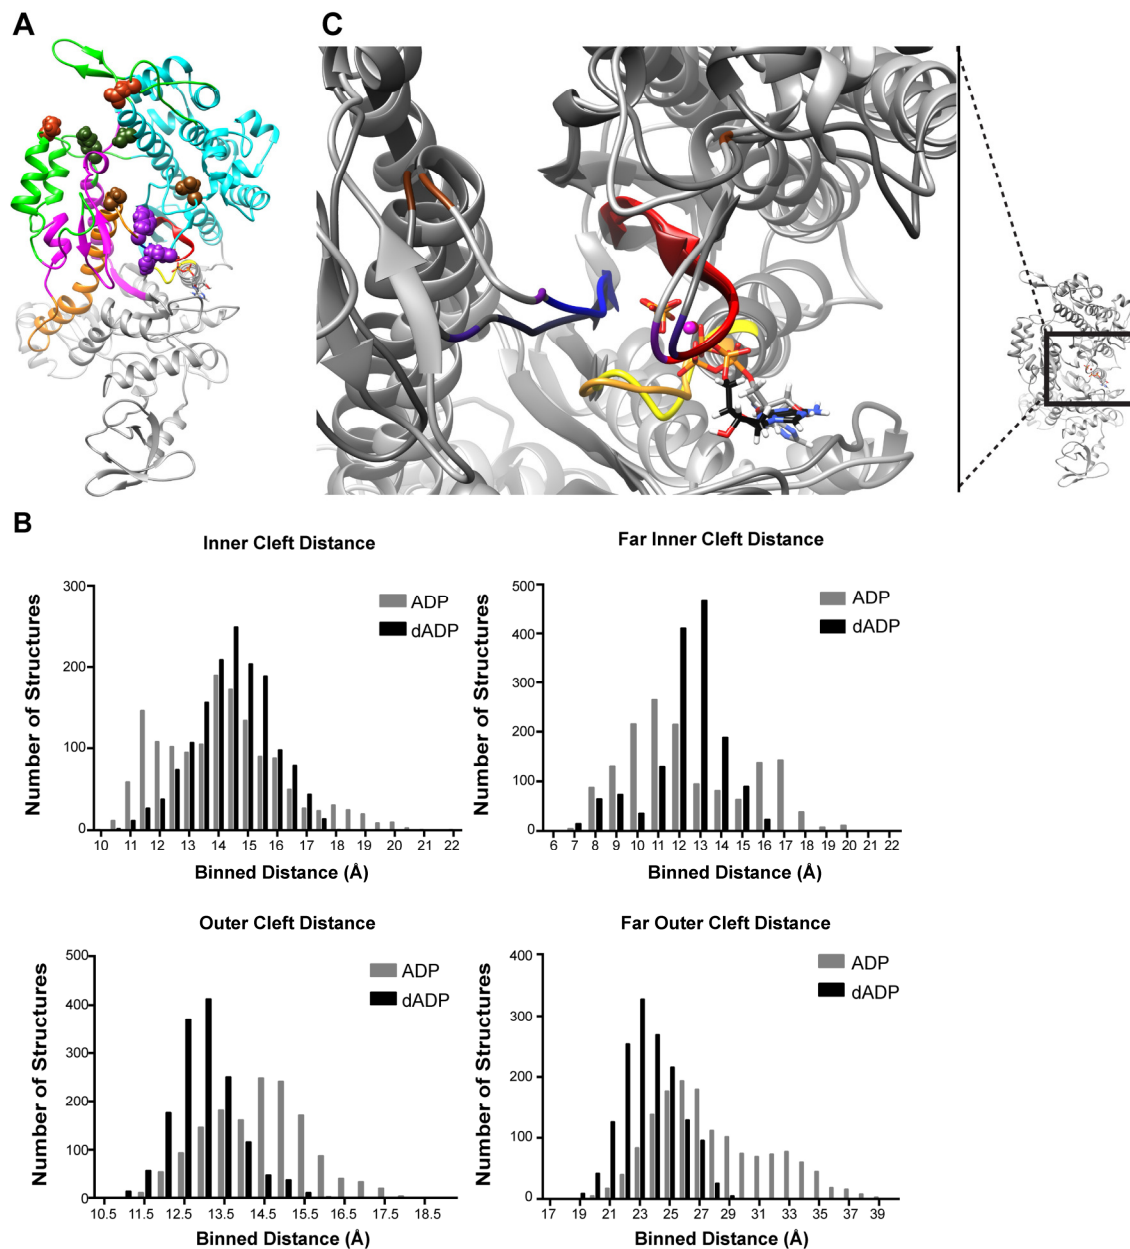 A
C
B
Inner Cleft Distance
Number of Structures
300
200
100
0
ADP
dADP
10 11 12 13 14 15 16 17 18 19 20 21 22
Binned Distance (Å)
Far Inner Cleft Distance
Number of Structures
500
400
300
200
100
0
ADP
dADP
6 7 8 9 10 11 12 13 14 15 16 17 18 19 20 21 22
Binned Distance (Å)
Outer Cleft Distance
Number of Structures
500
400
300
200
100
0
ADP
dADP
10.5 11.5 12.5 13.5 14.5 15.5 16.5 17.5 18.5
Binned Distance (Å)
Far Outer Cleft Distance
Number of Structures
400
300
200
100
0
ADP
dADP
17 19 21 23 25 27 29 31 33 35 37 39
Binned Distance (Å)